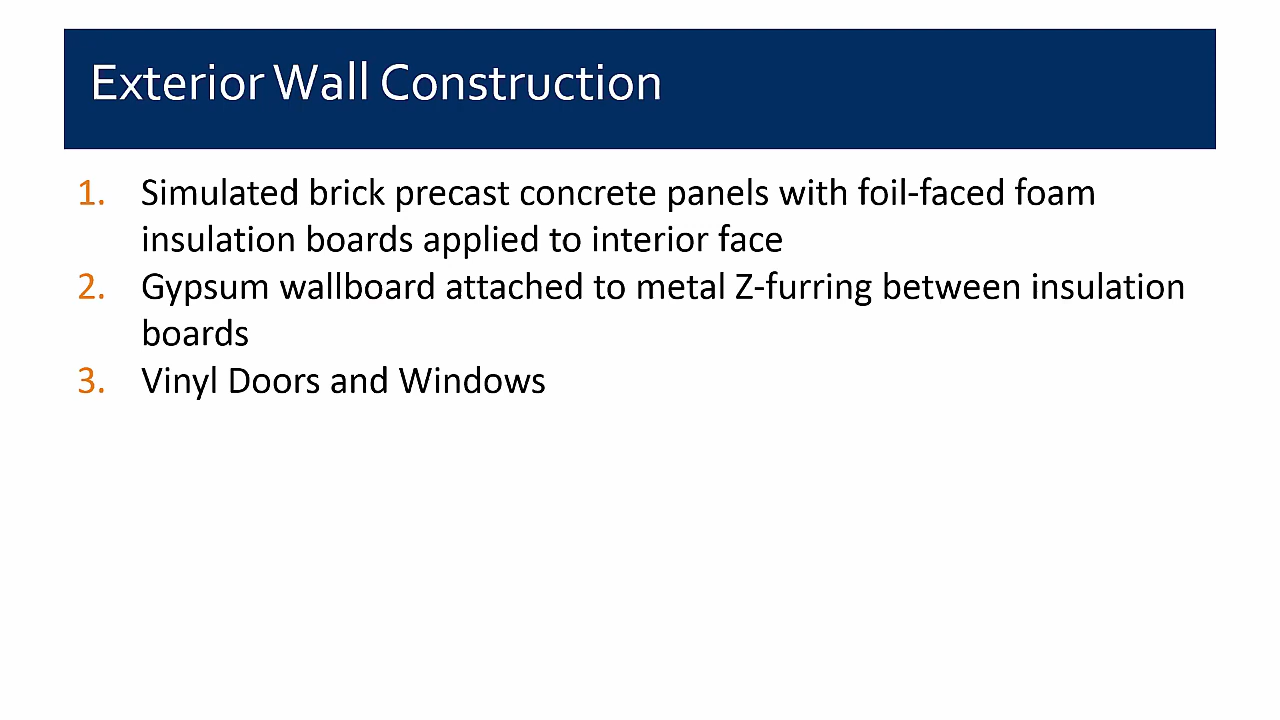 Exterior Wall Construction
1. Simulated brick precast concrete panels with foil-faced foam
insulation boards applied to interior face
2. Gypsum wallboard attached to metal Z-furring between insulation
boards
3. Vinyl Doors and Windows